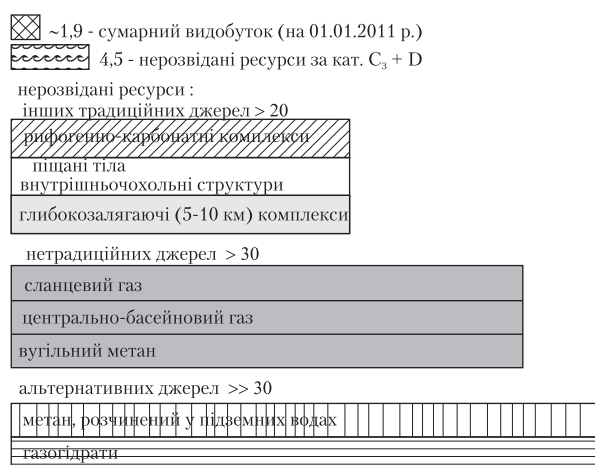 ~1,9 - сумарний видобуток (на 01.01.2011 р.)
4,5 - нерозвідані ресурси за кат. C₃ + D
нерозвідані ресурси :
інших традиційних джерел > 20
рифогенно-карбонатні комплекси
піщані тіла
внутрішньочохольні структури
глибокозалягаючі (5-10 км) комплекси
нетрадиційних джерел > 30
сланцевий газ
центрально-басейновий газ
вугільний метан
альтернативних джерел >> 30
метан, розчинений у підземних водах
газогідрати